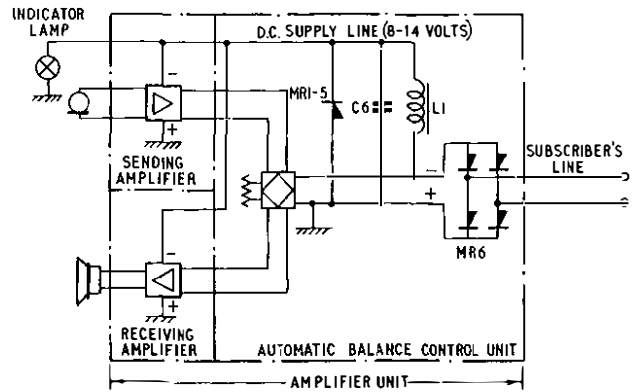 INDICATOR
LAMP
D.C. SUPPLY LINE (8-14 VOLTS)
-
MR1-5
C6
L1
+
SENDING
AMPLIFIER
-
+
SUBSCRIBER'S
LINE
MR6
-
+
RECEIVING
AMPLIFIER
AUTOMATIC BALANCE CONTROL UNIT
AMPLIFIER UNIT